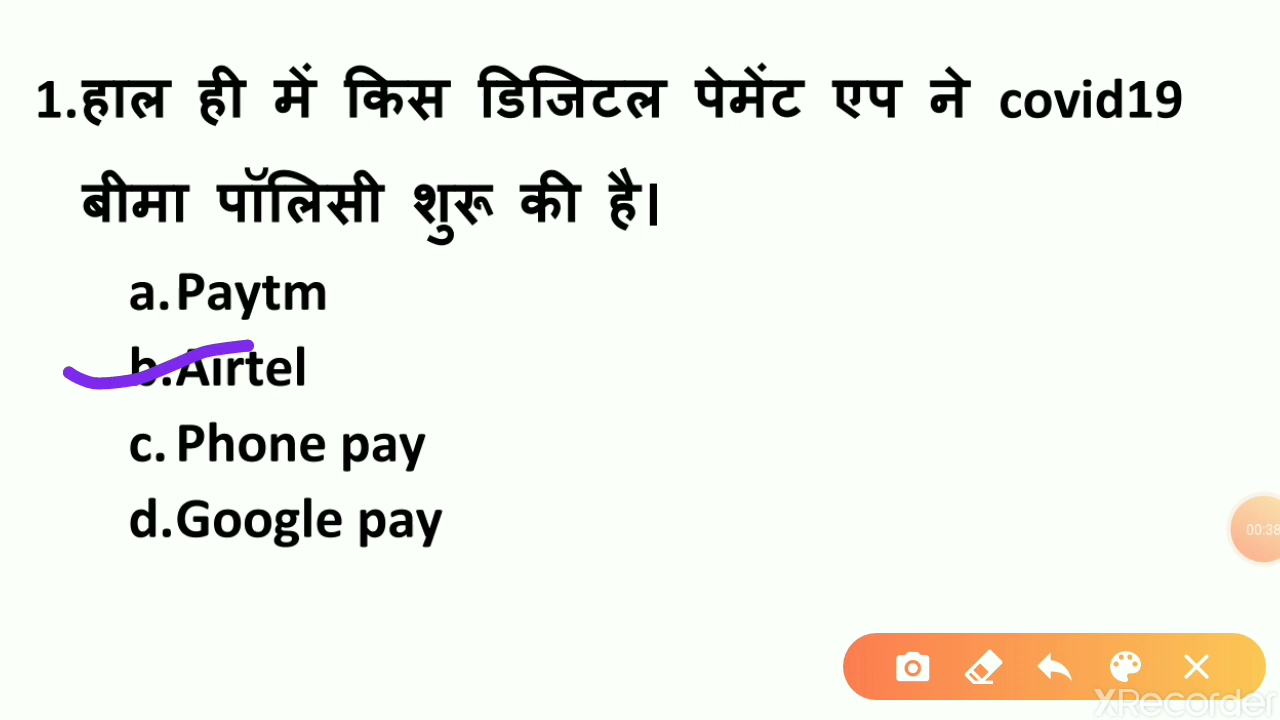 1.हाल ही में किस डिजिटल पेमेंट एप ने covid19
बीमा पॉलिसी शुरू की है।
a.Paytm
b.Airtel
c. Phone pay
d.Google pay
00:38
XRecorder